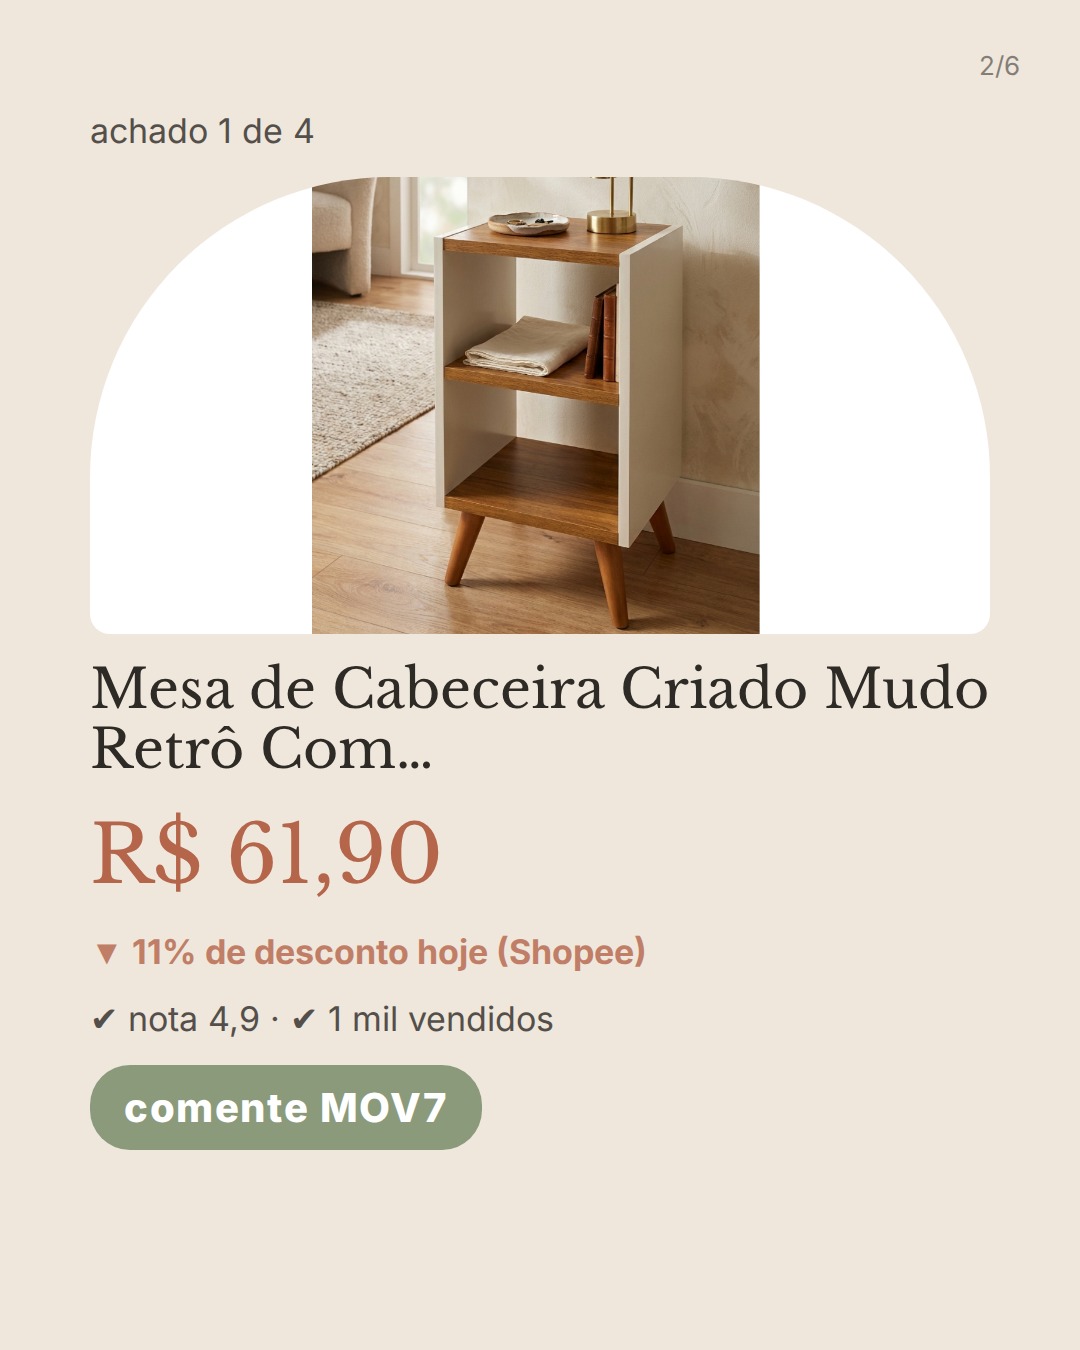 2/6
achado 1 de 4
Mesa de Cabeceira Criado Mudo
Retrô Com...
R$ 61,90
▼ 11% de desconto hoje (Shopee)
✔ nota 4,9 · ✔ 1 mil vendidos
comente MOV7